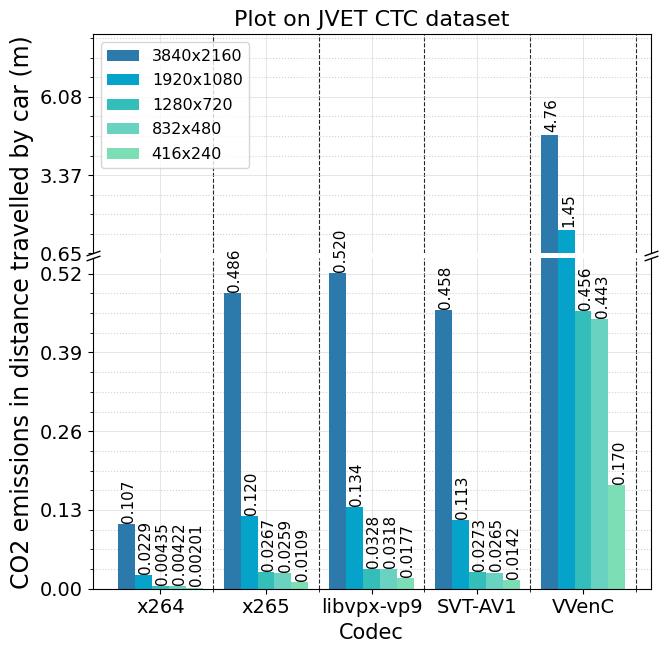 Plot on JVET CTC dataset
CO2 emissions in distance travelled by car (m)
3840x2160
1920x1080
1280x720
832x480
416x240
6.08
3.37
0.65
0.52
0.39
0.26
0.13
0.00
0.107
0.0229
0.00435
0.00422
0.00201
0.486
0.120
0.0267
0.0259
0.0109
0.520
0.134
0.0328
0.0318
0.0177
0.458
0.113
0.0273
0.0265
0.0142
4.76
1.45
0.456
0.443
0.170
x264
x265
libvpx-vp9
SVT-AV1
VVenC
Codec